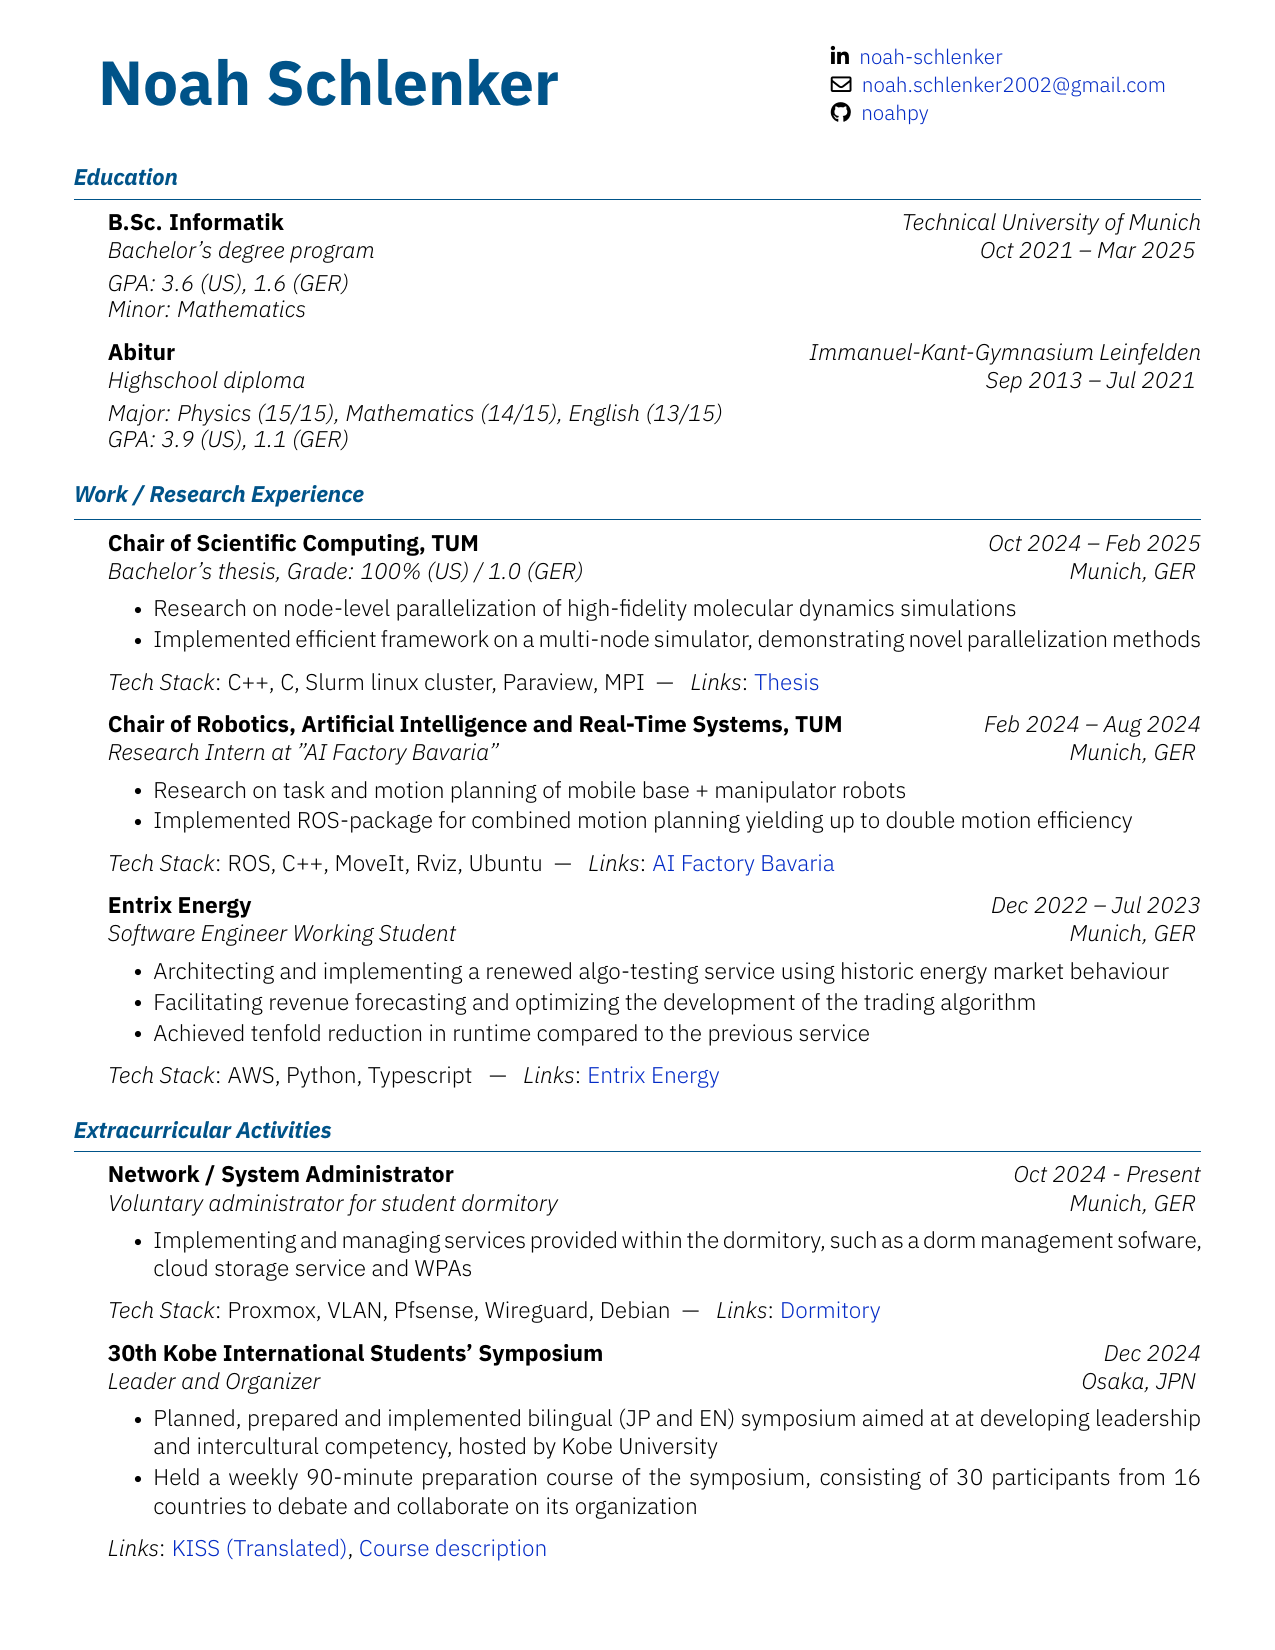 Noah Schlenker
noah-schlenker
noah.schlenker2002@gmail.com
noahpy
Education
B.Sc. Informatik Technical University of Munich
Bachelor’s degree program Oct 2021 – Mar 2025
GPA: 3.6 (US), 1.6 (GER)
Minor: Mathematics
Abitur Immanuel-Kant-Gymnasium Leinfelden
Highschool diploma Sep 2013 – Jul 2021
Major: Physics (15/15), Mathematics (14/15), English (13/15)
GPA: 3.9 (US), 1.1 (GER)
Work / Research Experience
Chair of Scientific Computing, TUM Oct 2024 – Feb 2025
Bachelor’s thesis, Grade: 100% (US) / 1.0 (GER) Munich, GER
• Research on node-level parallelization of high-fidelity molecular dynamics simulations
• Implemented efficient framework on a multi-node simulator, demonstrating novel parallelization methods
Tech Stack: C++, C, Slurm linux cluster, Paraview, MPI — Links: Thesis
Chair of Robotics, Artificial Intelligence and Real-Time Systems, TUM Feb 2024 – Aug 2024
Research Intern at ”AI Factory Bavaria” Munich, GER
• Research on task and motion planning of mobile base + manipulator robots
• Implemented ROS-package for combined motion planning yielding up to double motion efficiency
Tech Stack: ROS, C++, MoveIt, Rviz, Ubuntu — Links: AI Factory Bavaria
Entrix Energy Dec 2022 – Jul 2023
Software Engineer Working Student Munich, GER
• Architecting and implementing a renewed algo-testing service using historic energy market behaviour
• Facilitating revenue forecasting and optimizing the development of the trading algorithm
• Achieved tenfold reduction in runtime compared to the previous service
Tech Stack: AWS, Python, Typescript — Links: Entrix Energy
Extracurricular Activities
Network / System Administrator Oct 2024 - Present
Voluntary administrator for student dormitory Munich, GER
• Implementing and managing services provided within the dormitory, such as a dorm management sofware,
cloud storage service and WPAs
Tech Stack: Proxmox, VLAN, Pfsense, Wireguard, Debian — Links: Dormitory
30th Kobe International Students’ Symposium Dec 2024
Leader and Organizer Osaka, JPN
• Planned, prepared and implemented bilingual (JP and EN) symposium aimed at at developing leadership
and intercultural competency, hosted by Kobe University
• Held a weekly 90-minute preparation course of the symposium, consisting of 30 participants from 16
countries to debate and collaborate on its organization
Links: KISS (Translated), Course description